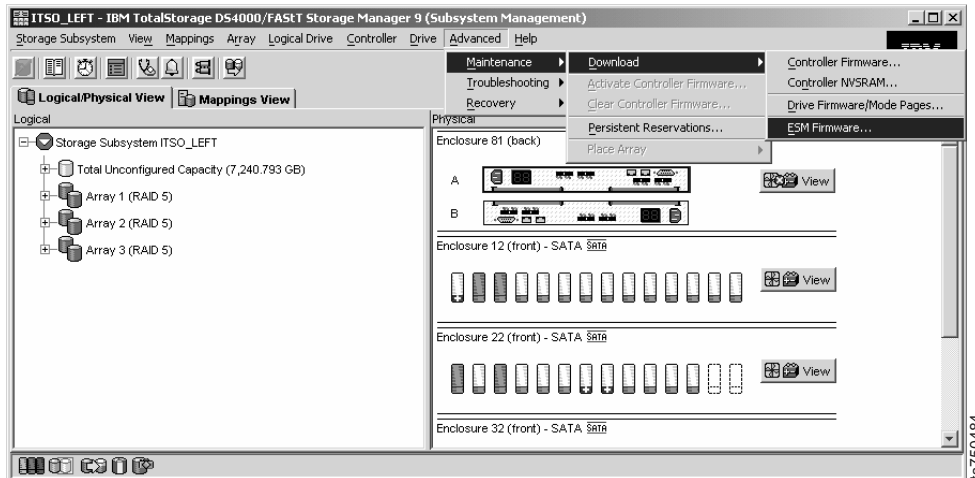 ITSO_LEFT - IBM TotalStorage DS4000/FAStT Storage Manager 9 (Subsystem Management)
Storage Subsystem View Mappings Array Logical Drive Controller Drive Advanced Help
Maintenance
Troubleshooting
Recovery
Download
Activate Controller Firmware...
Clear Controller Firmware...
Persistent Reservations...
Place Array
Controller Firmware...
Controller NVSRAM...
Drive Firmware/Mode Pages...
ESM Firmware...
Logical/Physical View
Mappings View
Logical
Storage Subsystem ITSO_LEFT
Total Unconfigured Capacity (7,240.793 GB)
Array 1 (RAID 5)
Array 2 (RAID 5)
Array 3 (RAID 5)
Physical
Enclosure 81 (back)
A
View
B
Enclosure 12 (front) - SATA SATA
View
Enclosure 22 (front) - SATA SATA
View
Enclosure 32 (front) - SATA SATA